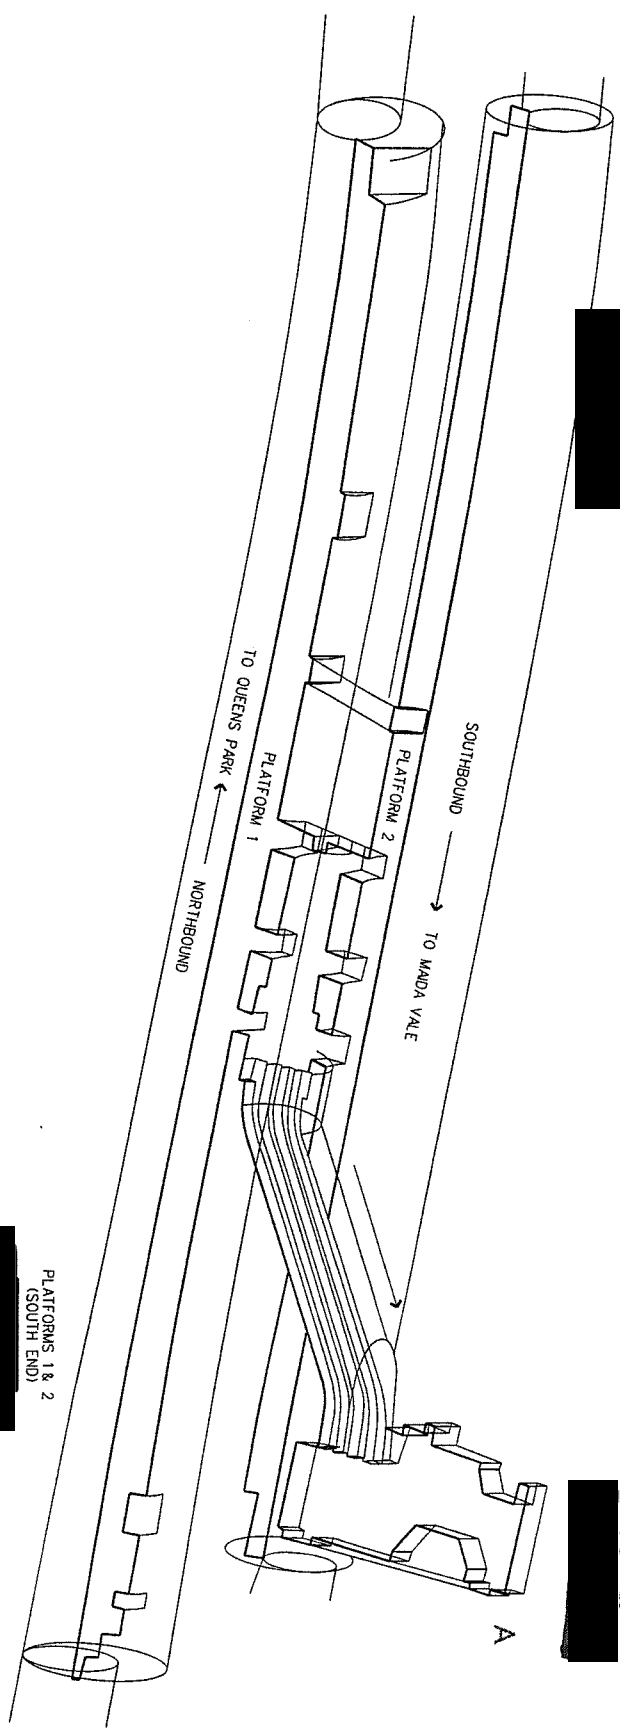 SOUTHBOUND
TO MAIDA VALE
PLATFORM 2
TO QUEENS PARK
PLATFORM 1
NORTHBOUND
PLATFORMS 1 & 2
(SOUTH END)
A